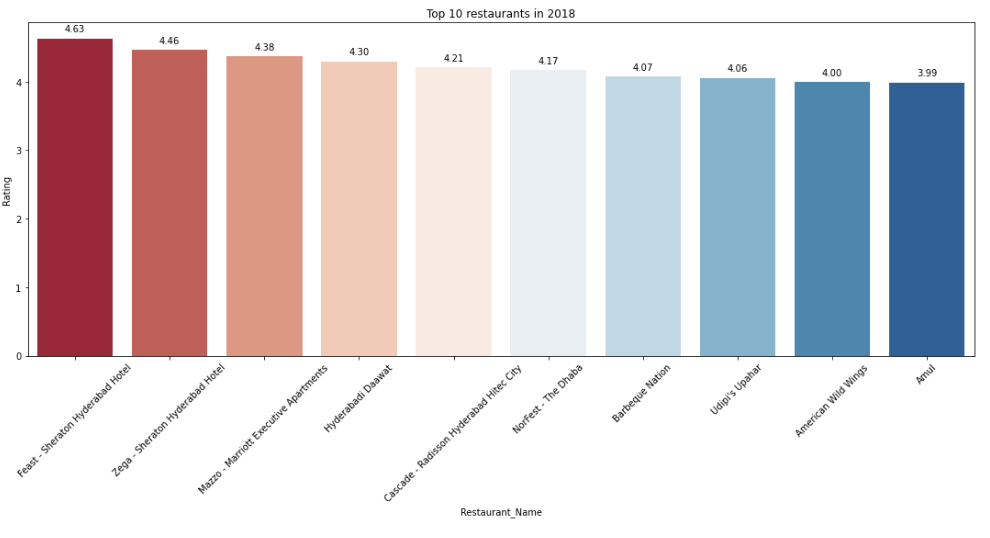 Top 10 restaurants in 2018
4.63
4.46
4.38
4.30
4.21
4.17
4.07
4.06
4.00
3.99
Rating
4
3
2
1
0
Feast - Sheraton Hyderabad Hotel
Zega - Sheraton Hyderabad Hotel
Mazzo - Marriott Executive Apartments
Hyderabadi Daawat
Cascade - Radisson Hyderabad Hitec City
NorFest - The Dhaba
Barbeque Nation
Udipi's Upahar
American Wild Wings
Amul
Restaurant_Name